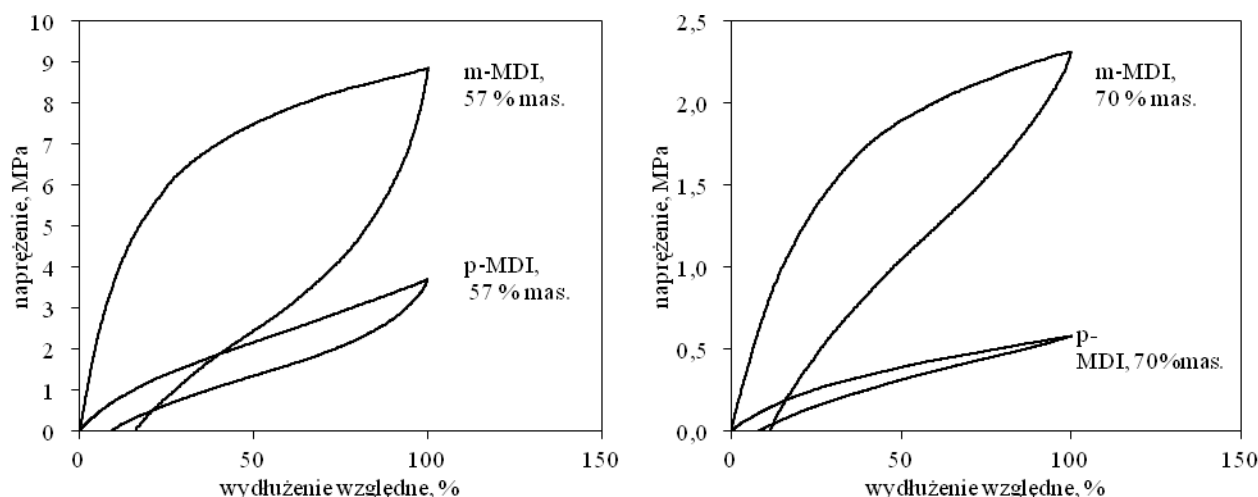 10
9
8
7
6
5
4
3
2
1
0
naprężenie, MPa
m-MDI,
57 % mas.
p-MDI,
57 % mas.
0
50
100
150
wydłużenie względne, %
2,5
2,0
1,5
1,0
0,5
0,0
naprężenie, MPa
m-MDI,
70 % mas.
p-
MDI, 70%mas.
0
50
100
150
wydłużenie względne, %